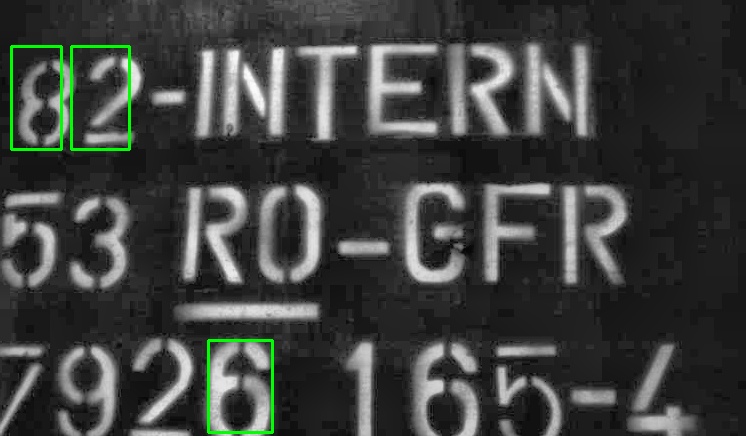 82-INTERN
53 RO-GFR
7926 165-4